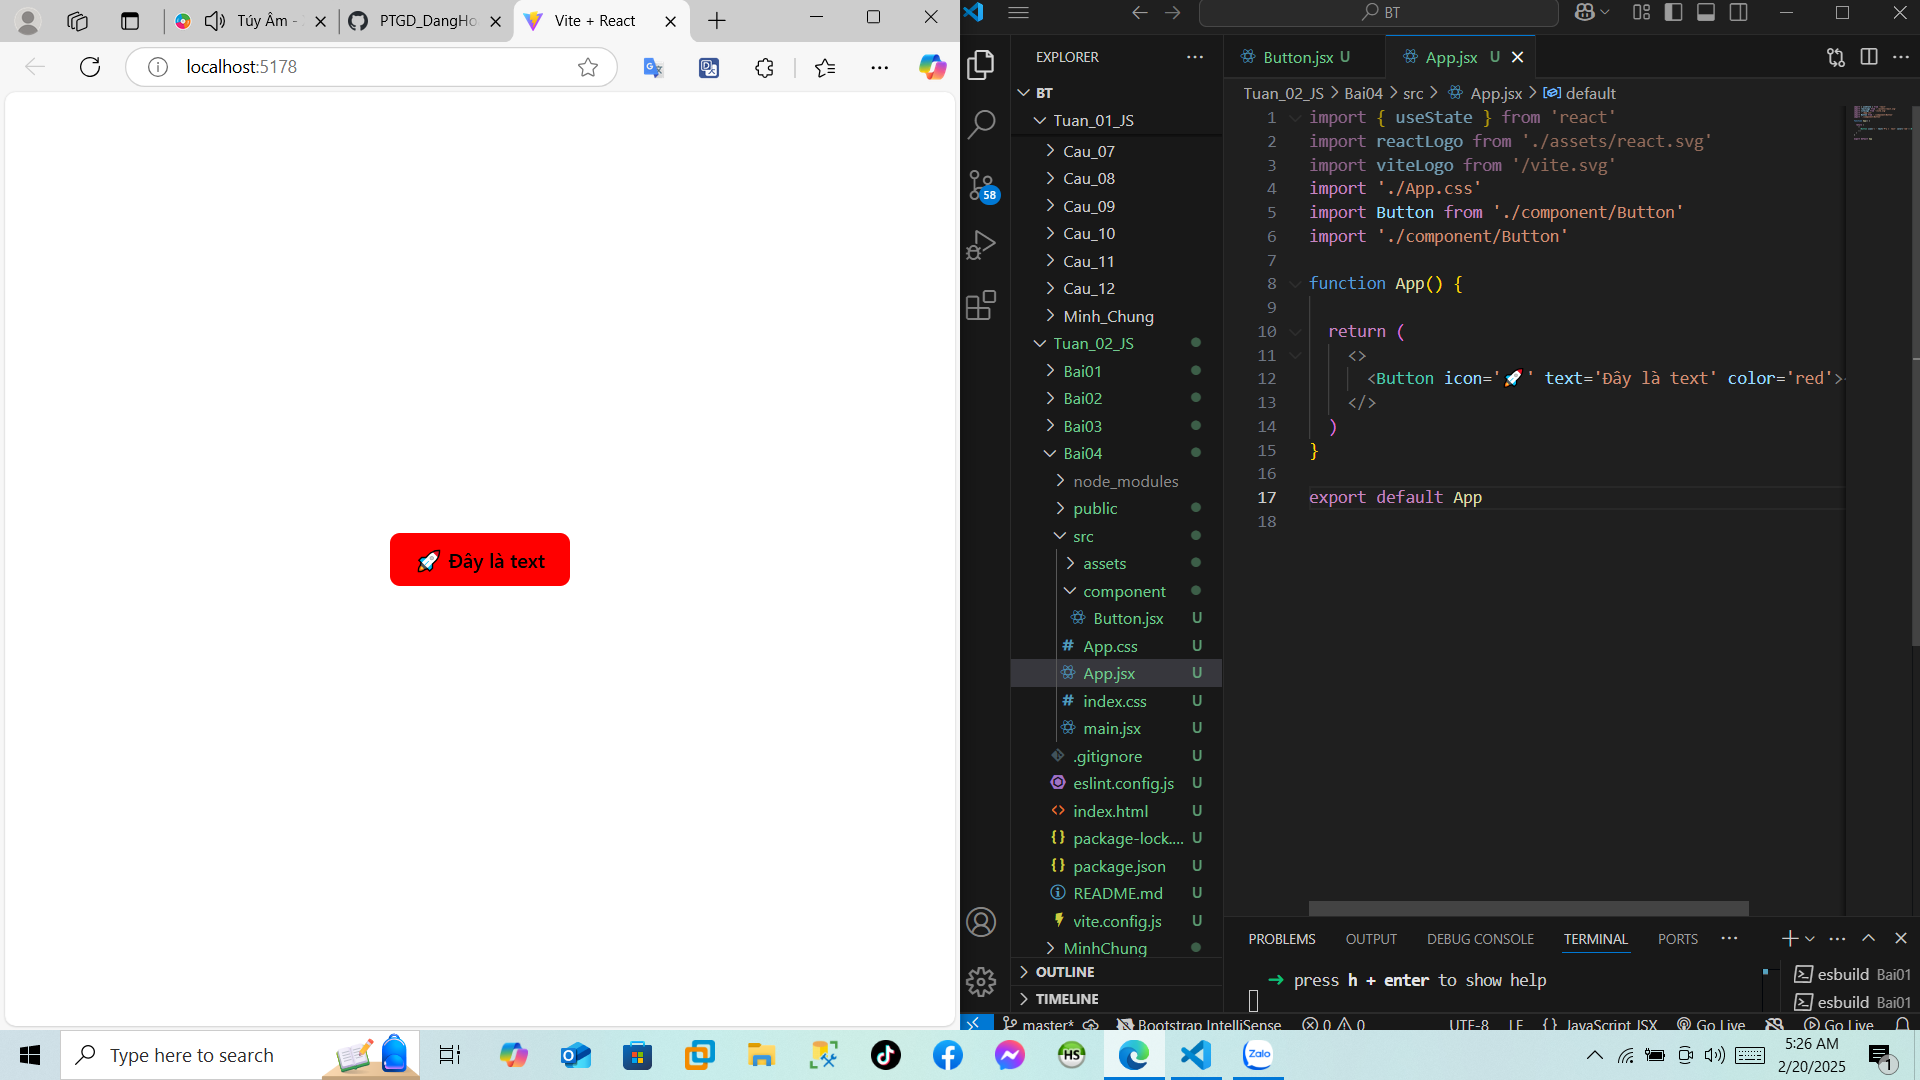 Túy Âm -
PTGD_DangHo
Vite + React
localhost:5178
🚀 Đây là text
BT
EXPLORER
BT
Tuan_01_JS
Cau_07
Cau_08
Cau_09
Cau_10
Cau_11
Cau_12
Minh_Chung
Tuan_02_JS
Bai01
Bai02
Bai03
Bai04
node_modules
public
src
assets
component
Button.jsx U
App.css U
App.jsx U
index.css U
main.jsx U
.gitignore U
eslint.config.js U
index.html U
package-lock.... U
package.json U
README.md U
vite.config.js U
MinhChung
OUTLINE
TIMELINE
58
Button.jsx U
App.jsx U
Tuan_02_JS > Bai04 > src > App.jsx > default
1 import { useState } from 'react'
2 import reactLogo from './assets/react.svg'
3 import viteLogo from '/vite.svg'
4 import './App.css'
5 import Button from './component/Button'
6 import './component/Button'
7
8 function App() {
9
10 return (
11 <>
12 <Button icon='🚀' text='Đây là text' color='red'>
13 </>
14 )
15 }
16
17 export default App
18
PROBLEMS OUTPUT DEBUG CONSOLE TERMINAL PORTS
➜ press h + enter to show help
esbuild Bai01
esbuild Bai01
master* Bootstrap IntelliSense 0 0 UTF-8 LF {} JavaScript JSX Go Live Go Live
Type here to search
HS
Zalo
5:26 AM
2/20/2025
1